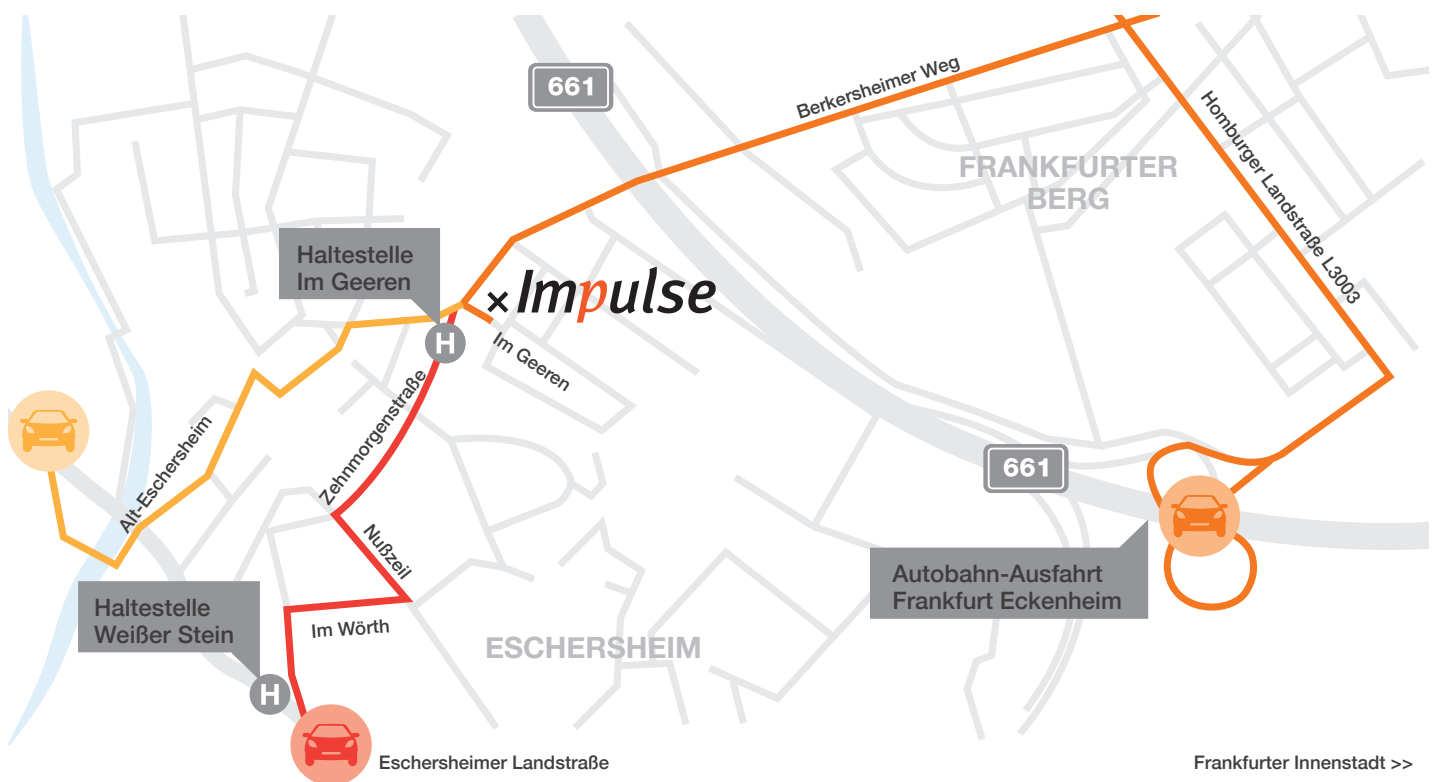 661
Berkersheimer Weg
Homburger Landstraße L3003
FRANKFURTER
BERG
Haltestelle
Im Geeren
H
× Impulse
Im Geeren
Zehnmorgenstraße
Alt-Eschersheim
661
Nußzeil
Autobahn-Ausfahrt
Frankfurt Eckenheim
Haltestelle
Weißer Stein
Im Wörth
ESCHERSHEIM
H
Eschersheimer Landstraße
Frankfurter Innenstadt >>